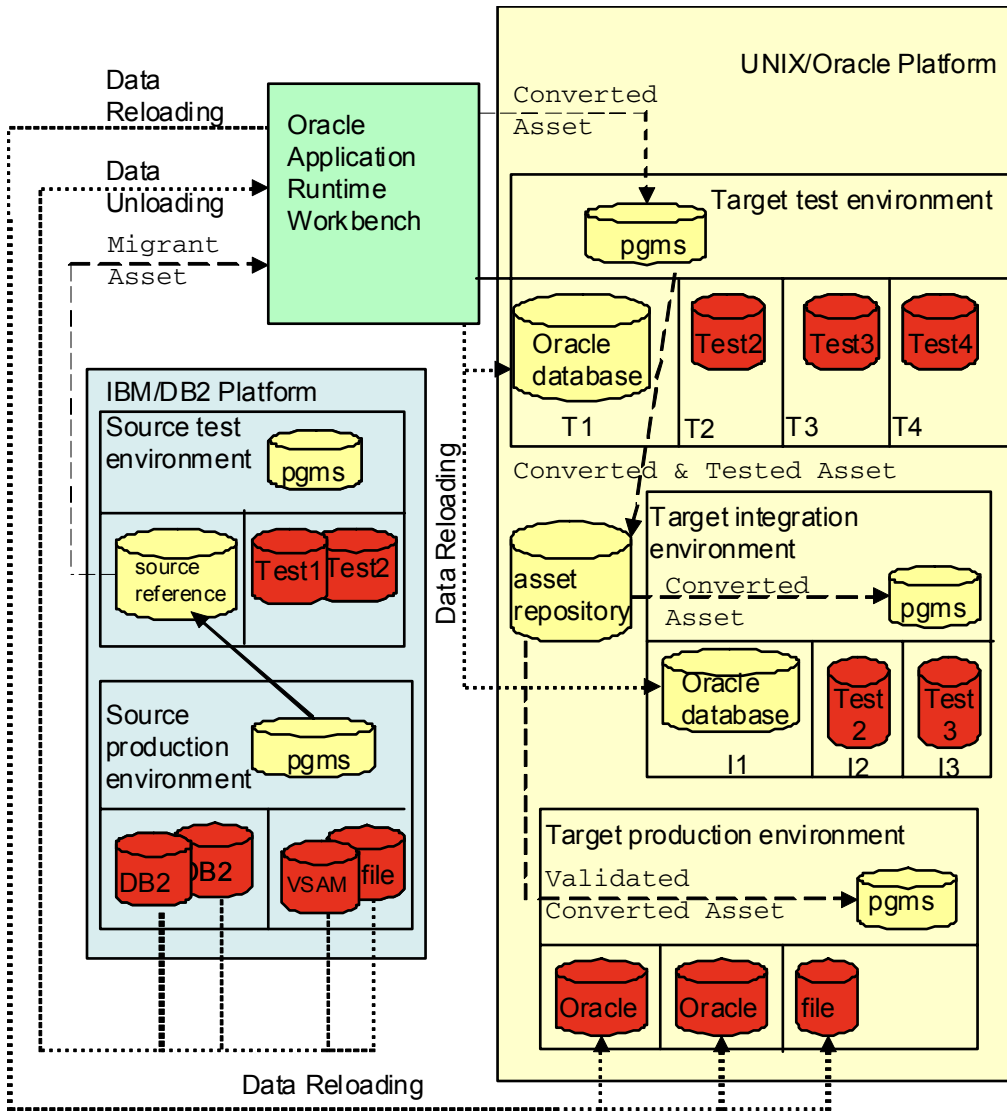 Data
Reloading
Data
Unloading
Migrant
Asset
Oracle
Application
Runtime
Workbench
UNIX/Oracle Platform
Converted
Asset
Target test environment
pgms
Oracle
database
Test2
Test3
Test4
T1
T2
T3
T4
Converted & Tested Asset
Data Reloading
IBM/DB2 Platform
Source test
environment
pgms
source
reference
Test1
Test2
Source
production
environment
pgms
DB2
DB2
VSAM
file
asset
repository
Target integration
environment
Converted
Asset
pgms
Oracle
database
Test
2
Test
3
I1
I2
I3
Target production environment
Validated
Converted Asset
pgms
Oracle
Oracle
file
Data Reloading